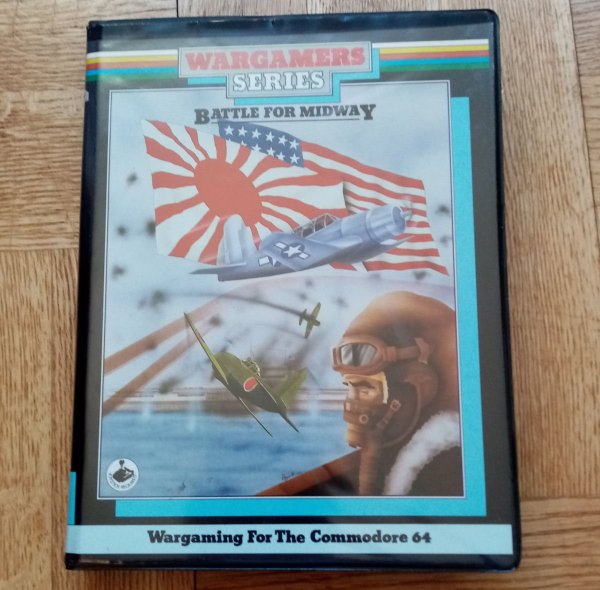 WARGAMERS
SERIES
BATTLE FOR MIDWAY
Wargaming For The Commodore 64